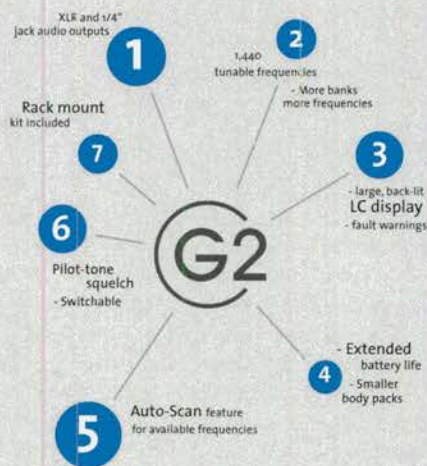 XLR and 1/4"
jack audio outputs
1
2
1,440
tunable frequencies
- More banks
more frequencies
Rack mount
kit included
7
3
- large, back-lit
LC display
- fault warnings
6
Pilot-tone
squelch
- Switchable
G2
- Extended
battery life
- Smaller
body packs
4
5
Auto-Scan feature
for available frequencies